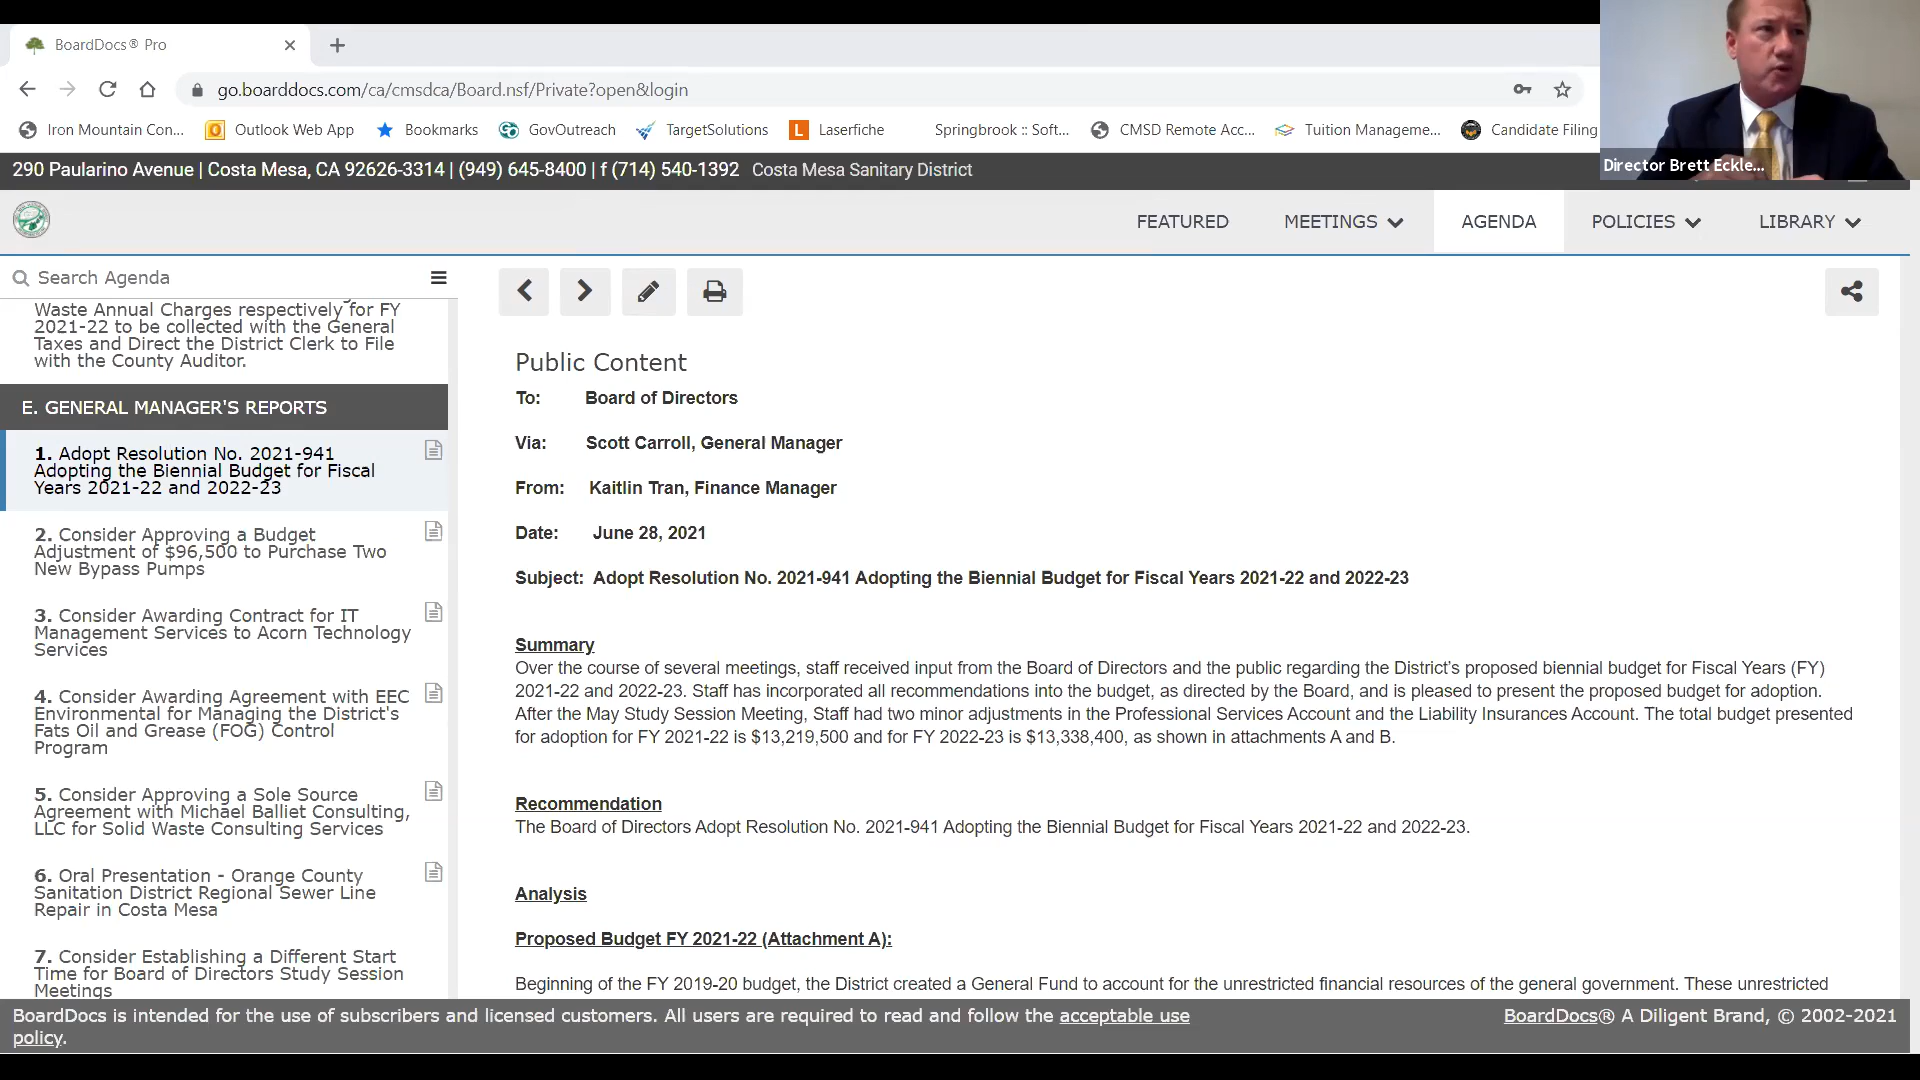 BoardDocs® Pro
go.boarddocs.com/ca/cmsdca/Board.nsf/Private?open&login
Iron Mountain Con...
Outlook Web App
Bookmarks
GovOutreach
TargetSolutions
Laserfiche
Springbrook :: Soft...
CMSD Remote Acc...
Tuition Manageme...
Candidate Filing
Director Brett Eckle...
290 Paularino Avenue | Costa Mesa, CA 92626-3314 | (949) 645-8400 | f (714) 540-1392 Costa Mesa Sanitary District
FEATURED
MEETINGS
AGENDA
POLICIES
LIBRARY
Search Agenda
Waste Annual Charges respectively for FY
2021-22 to be collected with the General
Taxes and Direct the District Clerk to File
with the County Auditor.
E. GENERAL MANAGER'S REPORTS
1. Adopt Resolution No. 2021-941
Adopting the Biennial Budget for Fiscal
Years 2021-22 and 2022-23
2. Consider Approving a Budget
Adjustment of $96,500 to Purchase Two
New Bypass Pumps
3. Consider Awarding Contract for IT
Management Services to Acorn Technology
Services
4. Consider Awarding Agreement with EEC
Environmental for Managing the District's
Fats Oil and Grease (FOG) Control
Program
5. Consider Approving a Sole Source
Agreement with Michael Balliet Consulting,
LLC for Solid Waste Consulting Services
6. Oral Presentation - Orange County
Sanitation District Regional Sewer Line
Repair in Costa Mesa
7. Consider Establishing a Different Start
Time for Board of Directors Study Session
Meetings
Public Content
To: Board of Directors
Via: Scott Carroll, General Manager
From: Kaitlin Tran, Finance Manager
Date: June 28, 2021
Subject: Adopt Resolution No. 2021-941 Adopting the Biennial Budget for Fiscal Years 2021-22 and 2022-23
Summary
Over the course of several meetings, staff received input from the Board of Directors and the public regarding the District's proposed biennial budget for Fiscal Years (FY)
2021-22 and 2022-23. Staff has incorporated all recommendations into the budget, as directed by the Board, and is pleased to present the proposed budget for adoption.
After the May Study Session Meeting, Staff had two minor adjustments in the Professional Services Account and the Liability Insurances Account. The total budget presented
for adoption for FY 2021-22 is $13,219,500 and for FY 2022-23 is $13,338,400, as shown in attachments A and B.
Recommendation
The Board of Directors Adopt Resolution No. 2021-941 Adopting the Biennial Budget for Fiscal Years 2021-22 and 2022-23.
Analysis
Proposed Budget FY 2021-22 (Attachment A):
Beginning of the FY 2019-20 budget, the District created a General Fund to account for the unrestricted financial resources of the general government. These unrestricted
BoardDocs is intended for the use of subscribers and licensed customers. All users are required to read and follow the acceptable use
policy.
BoardDocs® A Diligent Brand, © 2002-2021